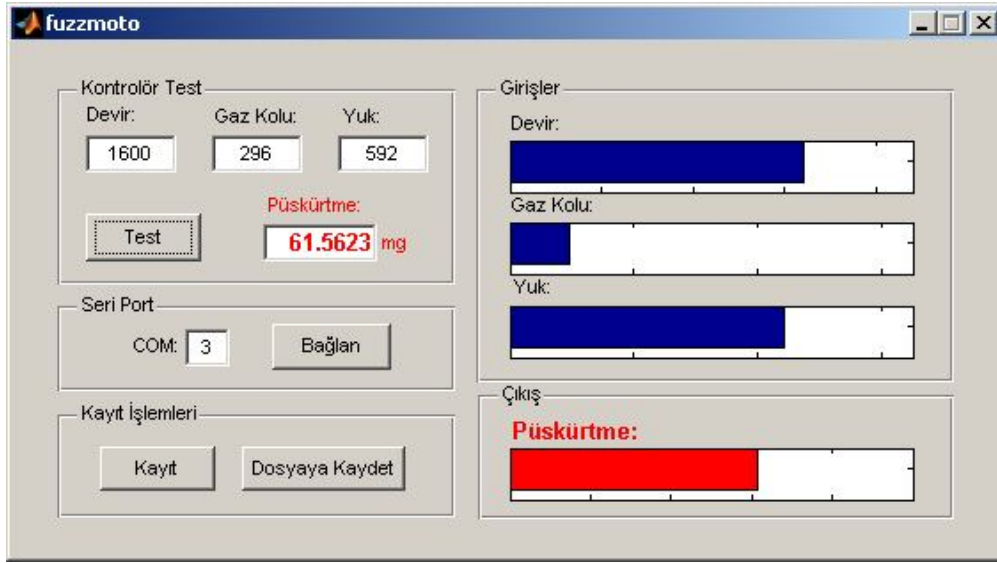 fuzzmoto
Kontrolör Test
Devir: Gaz Kolu: Yuk:
1600 296 592
Püskürtme:
Test 61.5623 mg
Seri Port
COM: 3 Bağlan
Kayıt İşlemleri
Kayıt Dosyaya Kaydet
Girişler
Devir:
Gaz Kolu:
Yuk:
Çıkış
Püskürtme: